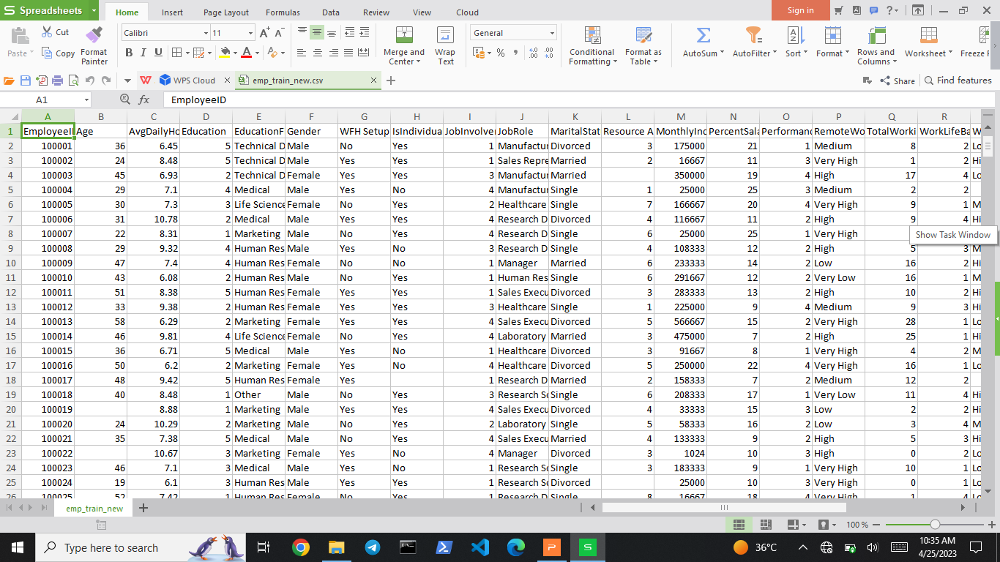 Spreadsheets Home Insert Page Layout Formulas Data Review View Cloud Sign in
Cut Calibri 11 General
Paste Copy Format Painter Merge and Center Wrap Text Conditional Formatting Format as Table AutoSum AutoFilter Sort Format Rows and Columns Worksheet Freeze
WPS Cloud emp_train_new.csv Share Find features
A1 fx EmployeeID
A B C D E F G H I J K L M N O P Q R
1 EmployeeI Age AvgDailyHo Education EducationF Gender WFH Setup IsIndividua JobInvolver JobRole MaritalStat Resource A MonthlyInc PercentSala Performanc RemoteWo TotalWorki WorkLifeBa W
2 100001 36 6.45 5 Technical D Male No Yes 1 Manufactur Divorced 3 175000 21 1 Medium 8 2 Lo
3 100002 24 8.48 5 Technical D Male Yes Yes 1 Sales Repre Married 2 16667 11 3 Very High 1 2 Hi
4 100003 45 6.93 2 Technical D Female Yes Yes 3 Manufactur Married 350000 19 4 High 17 4 Lo
5 100004 29 7.1 4 Medical Male Yes No 4 Manufactur Single 1 25000 25 3 Medium 2 2
6 100005 30 7.3 3 Life Science Female No Yes 2 Healthcare Single 7 166667 20 4 Very High 9 1 M
7 100006 31 10.78 2 Medical Male Yes Yes 4 Research D Divorced 4 116667 11 2 High 9 4 Hi
8 100007 22 8.31 1 Marketing Male No Yes 4 Research D Single 6 25000 25 1 Very High
Show Task Window
9 100008 29 9.32 4 Human Res Male Yes No 3 Research D Single 4 108333 12 2 High 5 3 M
10 100009 47 7.4 4 Human Res Female No No 1 Manager Married 6 233333 14 2 Low 16 2 Hi
11 100010 43 6.08 2 Human Res Male No Yes 1 Human Res Single 6 291667 12 2 Very Low 16 1 M
12 100011 51 8.38 5 Human Res Female Yes Yes 1 Sales Execu Divorced 3 283333 13 2 High 10 2 Hi
13 100012 33 9.38 2 Human Res Female Yes Yes 3 Healthcare Single 1 225000 9 4 Medium 9 3 Hi
14 100013 58 6.29 2 Marketing Female No Yes 4 Sales Execu Divorced 5 566667 15 2 Very High 28 1 Lo
15 100014 46 9.81 4 Life Science Female No Yes 4 Laboratory Married 3 475000 7 2 High 25 1 Hi
16 100015 36 6.71 5 Medical Male Yes No 1 Healthcare Divorced 3 91667 8 1 Very High 4 2 M
17 100016 50 6.2 2 Marketing Female Yes No 4 Healthcare Divorced 5 250000 22 4 Very High 16 1 Lo
18 100017 48 9.42 5 Human Res Female Yes 1 Research D Married 2 158333 7 2 Medium 12 2
19 100018 40 8.48 1 Other Male No Yes 3 Research Sc Single 6 208333 17 1 Very Low 11 4 Hi
20 100019 8.88 1 Marketing Male Yes Yes 4 Sales Execu Divorced 4 33333 15 3 Low 2 2 Hi
21 100020 24 10.29 2 Marketing Male No Yes 2 Laboratory Single 5 58333 16 2 Low 3 4 M
22 100021 35 7.38 5 Medical Male No Yes 4 Sales Execu Married 4 133333 9 2 High 5 3 Hi
23 100022 10.67 3 Marketing Female Yes No 4 Manager Divorced 3 1024 10 3 High 0 2 Lo
24 100023 46 7.1 3 Medical Male Yes No 1 Research Sc Single 3 183333 9 1 Very High 10 1 Lo
25 100024 19 6.1 3 Human Res Male Yes Yes 1 Research Sc Divorced 25000 10 3 Very High 0 1 Lo
26 100025 52 7.42 1 Human Res Female Yes Yes 1 Research Sc Single 8 16667 18 4 Very High 1 4 Lo
emp_train_new
100 %
Type here to search 36°C 10:35 AM
4/25/2023